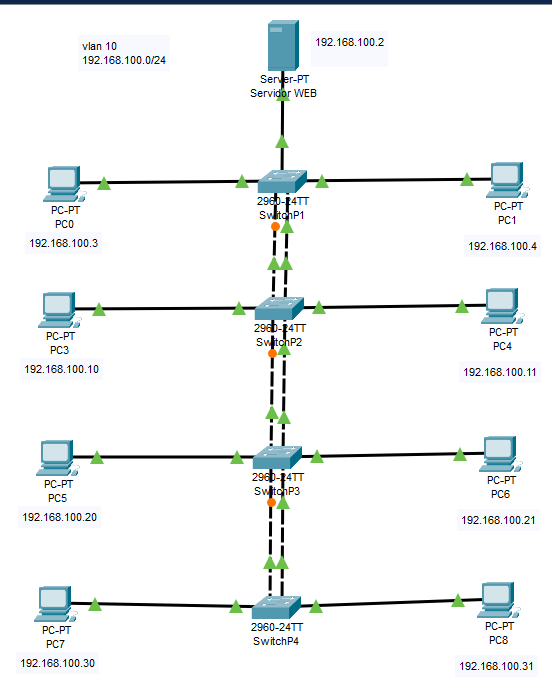 vlan 10
192.168.100.0/24
192.168.100.2
Server-PT
Servidor WEB
PC-PT
PC0
192.168.100.3
2960-24TT
SwitchP1
PC-PT
PC1
192.168.100.4
PC-PT
PC3
192.168.100.10
2960-24TT
SwitchP2
PC-PT
PC4
192.168.100.11
PC-PT
PC5
192.168.100.20
2960-24TT
SwitchP3
PC-PT
PC6
192.168.100.21
PC-PT
PC7
192.168.100.30
2960-24TT
SwitchP4
PC-PT
PC8
192.168.100.31